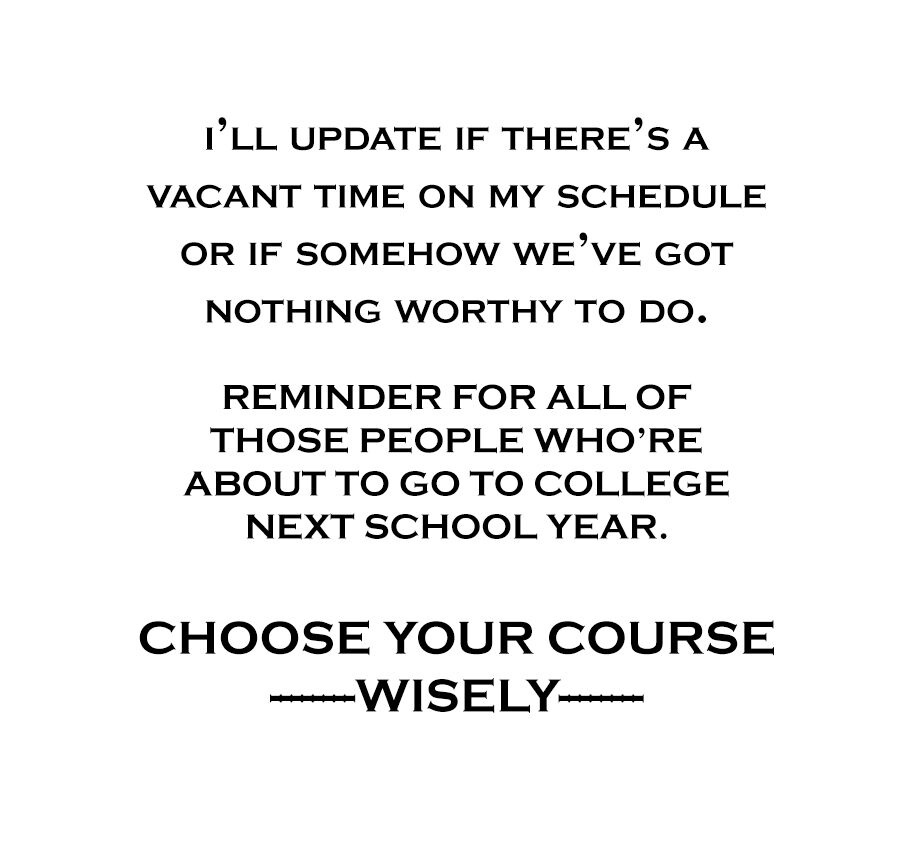 I’LL UPDATE IF THERE’S A
VACANT TIME ON MY SCHEDULE
OR IF SOMEHOW WE’VE GOT
NOTHING WORTHY TO DO.
REMINDER FOR ALL OF
THOSE PEOPLE WHO’RE
ABOUT TO GO TO COLLEGE
NEXT SCHOOL YEAR.
CHOOSE YOUR COURSE
-------WISELY-------